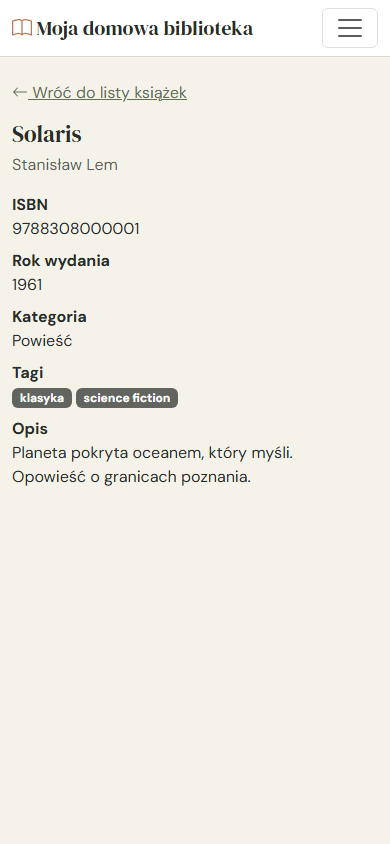 Moja domowa biblioteka
Wróć do listy książek
Solaris
Stanisław Lem
ISBN
9788308000001
Rok wydania
1961
Kategoria
Powieść
Tagi
klasyka science fiction
Opis
Planeta pokryta oceanem, który myśli.
Opowieść o granicach poznania.